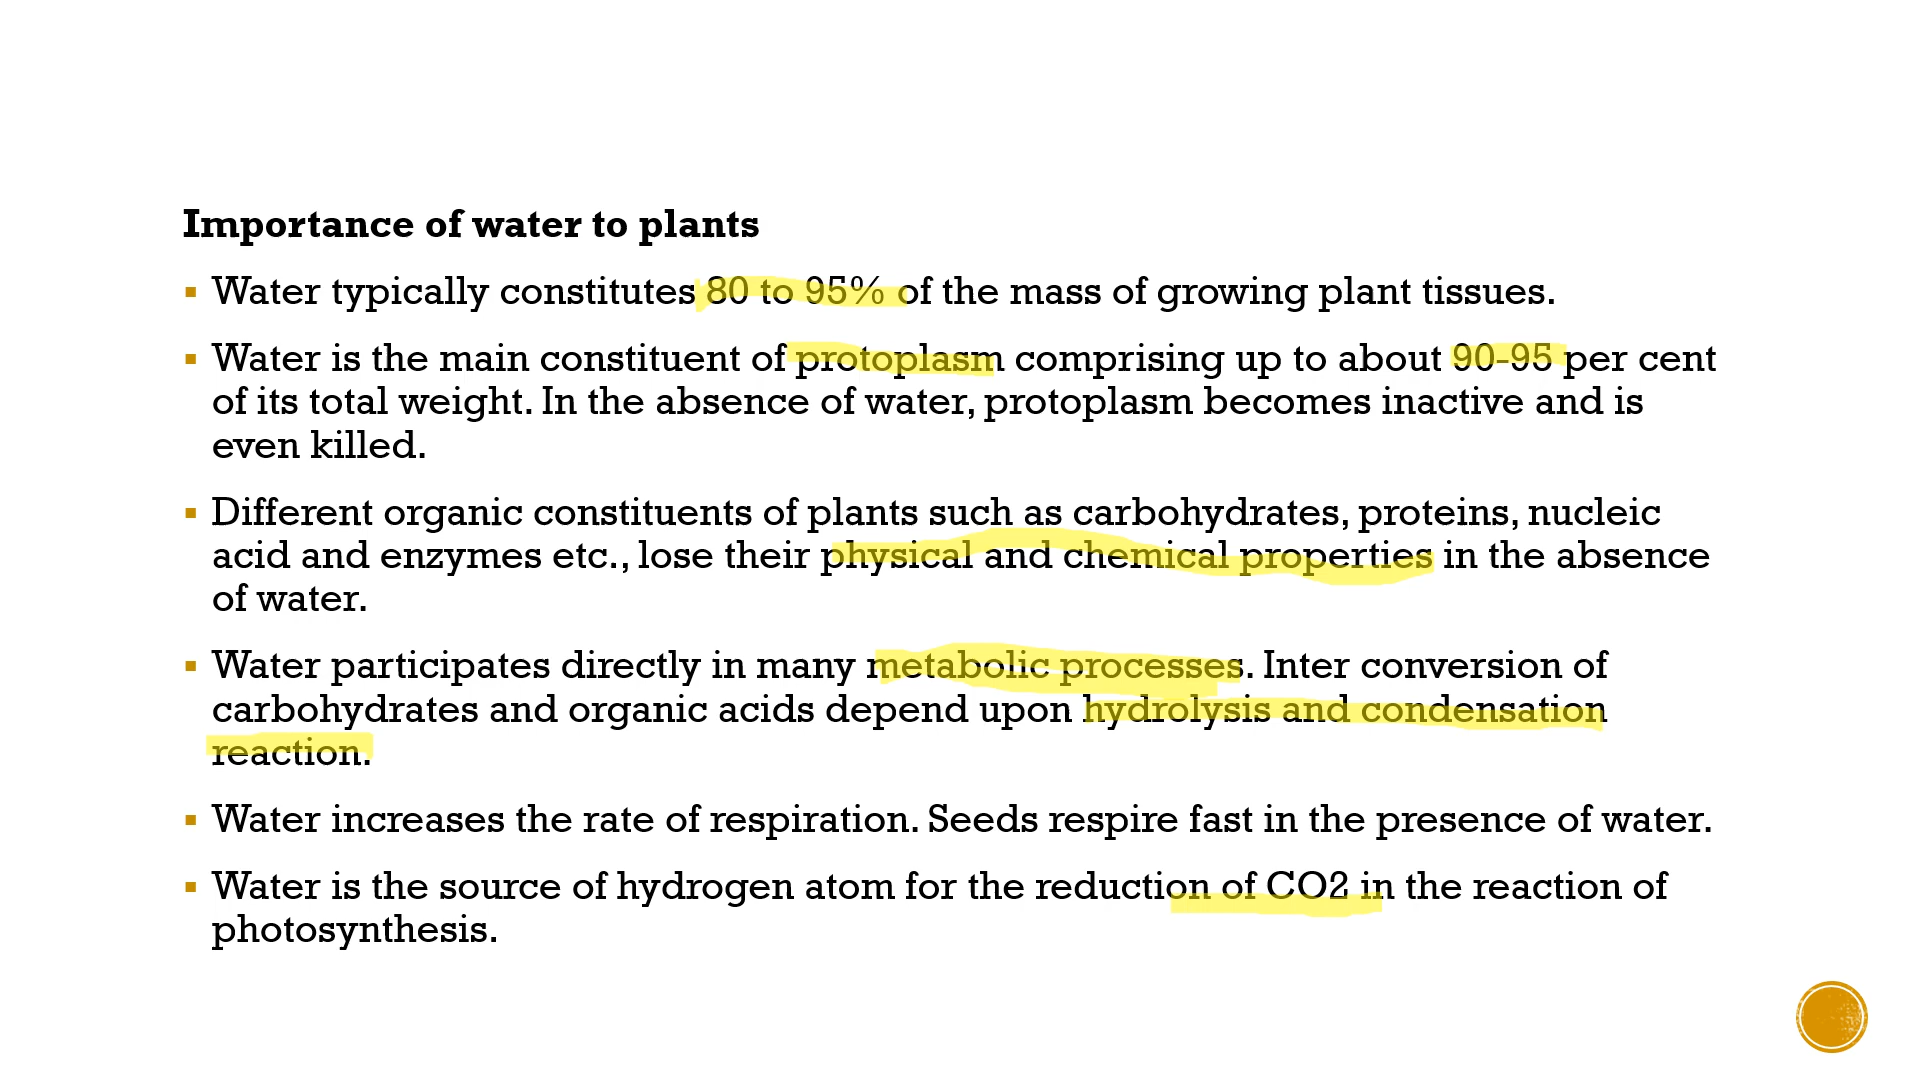 Importance of water to plants
▪ Water typically constitutes 80 to 95% of the mass of growing plant tissues.
▪ Water is the main constituent of protoplasm comprising up to about 90-95 per cent
of its total weight. In the absence of water, protoplasm becomes inactive and is
even killed.
▪ Different organic constituents of plants such as carbohydrates, proteins, nucleic
acid and enzymes etc., lose their physical and chemical properties in the absence
of water.
▪ Water participates directly in many metabolic processes. Inter conversion of
carbohydrates and organic acids depend upon hydrolysis and condensation
reaction.
▪ Water increases the rate of respiration. Seeds respire fast in the presence of water.
▪ Water is the source of hydrogen atom for the reduction of CO2 in the reaction of
photosynthesis.